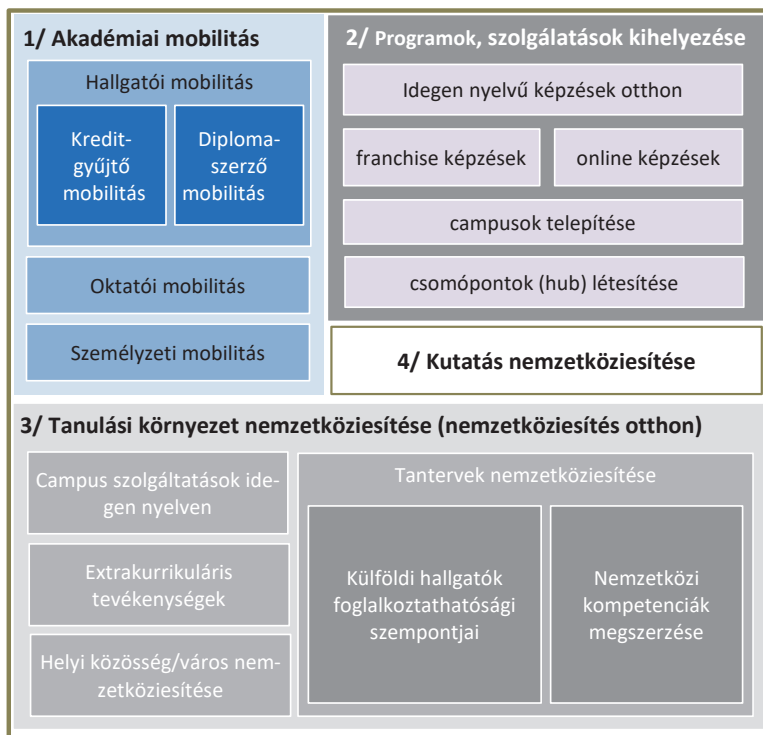 1/ Akadémiai mobilitás
Hallgatói mobilitás
Kredit-
gyűjtő
mobilitás
Diploma-
szerző
mobilitás
Oktatói mobilitás
Személyzeti mobilitás
2/ Programok, szolgálatások kihelyezése
Idegen nyelvű képzések otthon
franchise képzések
online képzések
campusok telepítése
csomópontok (hub) létesítése
4/ Kutatás nemzetköziesítése
3/ Tanulási környezet nemzetköziesítése (nemzetköziesítés otthon)
Campus szolgáltatások ide-
gen nyelven
Extrakurrikuláris
tevékenységek
Helyi közösség/város nem-
zetköziesítése
Tantervek nemzetköziesítése
Külföldi hallgatók
foglalkoztathatósági
szempontjai
Nemzetközi
kompetenciák
megszerzése